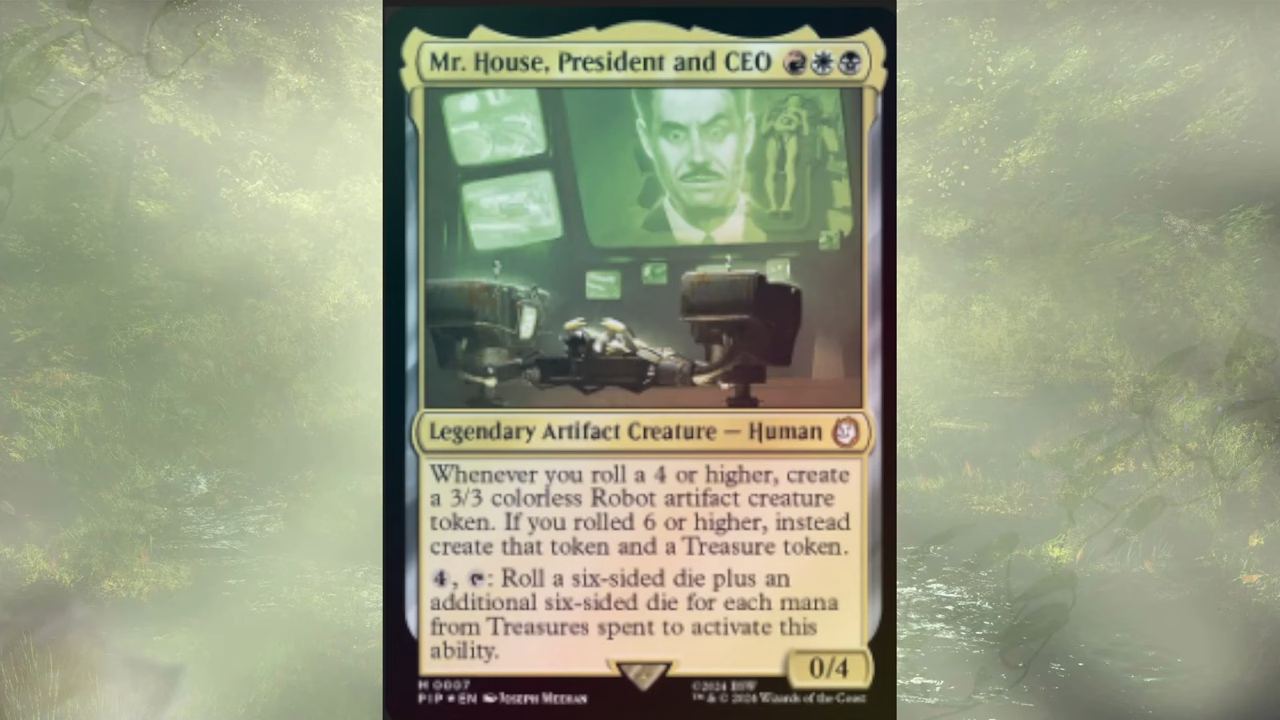 Mr. House, President and CEO
Legendary Artifact Creature — Human
Whenever you roll a 4 or higher, create
a 3/3 colorless Robot artifact creature
token. If you rolled 6 or higher, instead
create that token and a Treasure token.
4, : Roll a six-sided die plus an
additional six-sided die for each mana
from Treasures spent to activate this
ability.
0/4
M 0007
PIP ★ EN Joseph Meehan
™ & © 2024 Wizards of the Coast